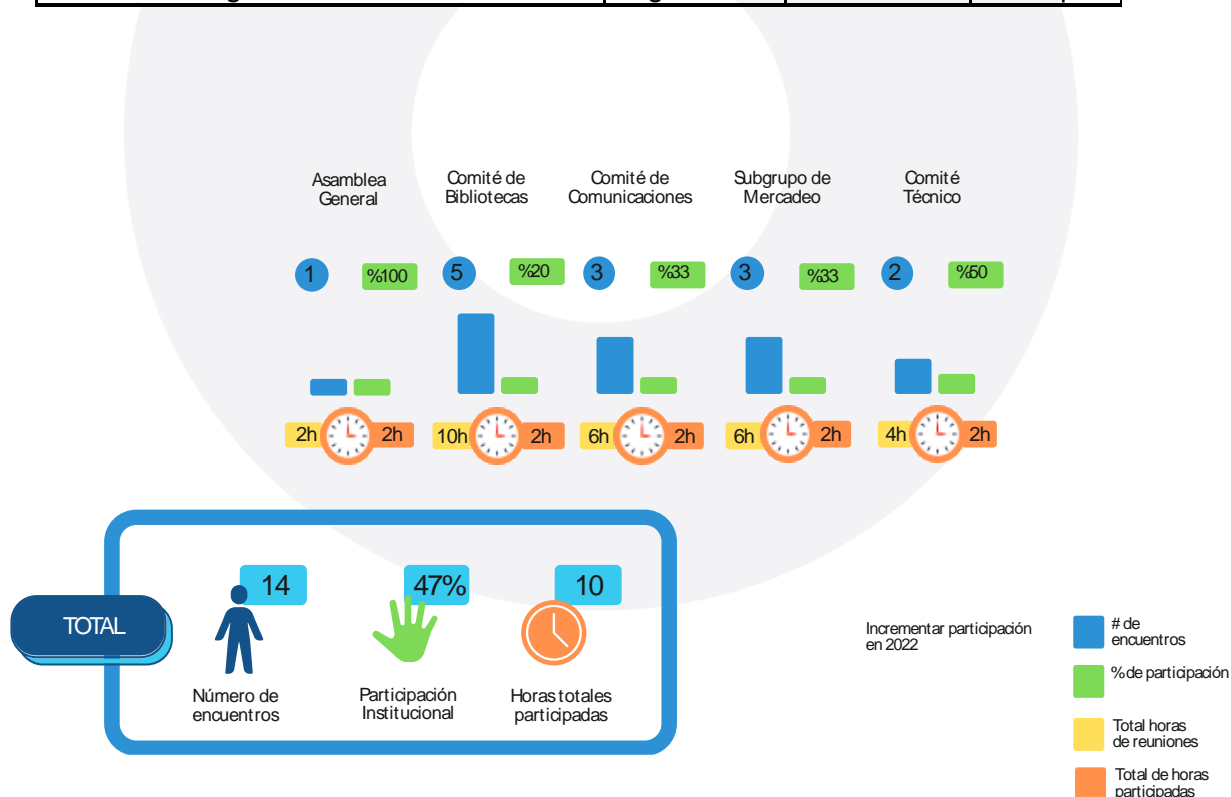 Asamblea
General
Comité de
Bibliotecas
Comité de
Comunicaciones
Subgrupo de
Mercadeo
Comité
Técnico
1
%100
5
%20
3
%33
3
%33
2
%50
2h
2h
10h
2h
6h
2h
6h
2h
4h
2h
TOTAL
14
47%
10
Número de
encuentros
Participación
Institucional
Horas totales
participadas
Incrementar participación
en 2022
# de
encuentros
% de participación
Total horas
de reuniones
Total de horas
participadas